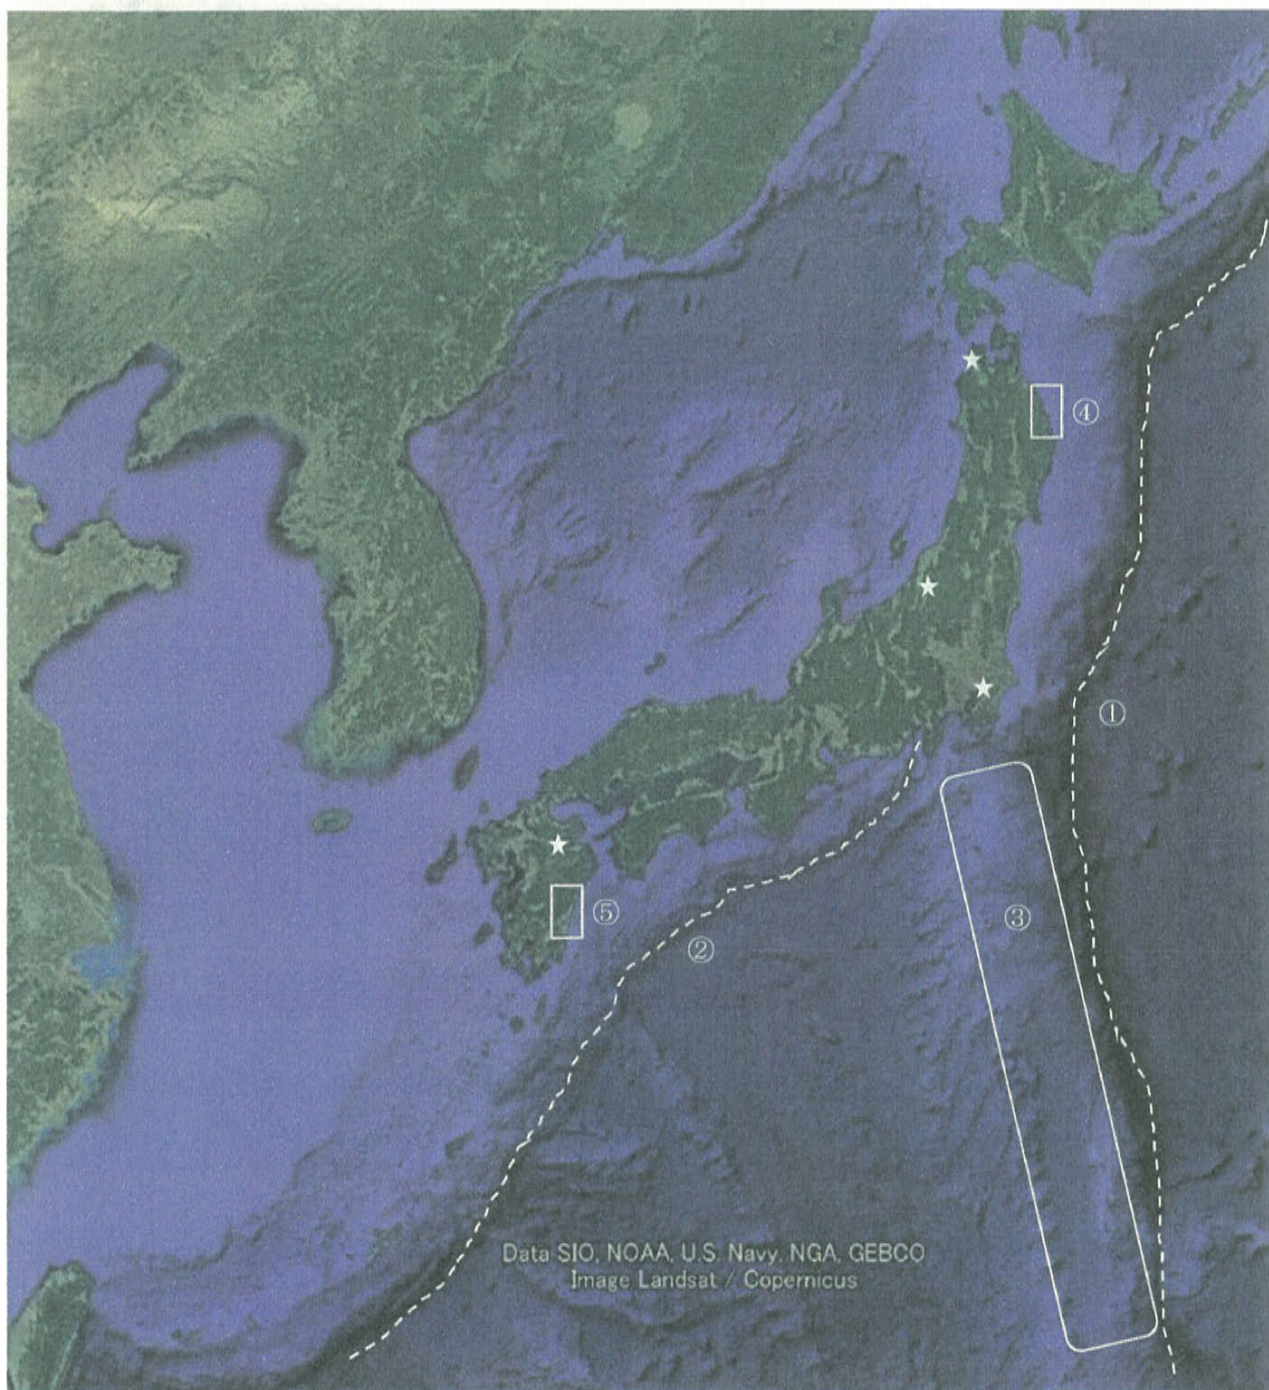 ④
①
③
⑤
②
Data SIO, NOAA, U.S. Navy, NGA, GEBCO
Image Landsat / Copernicus